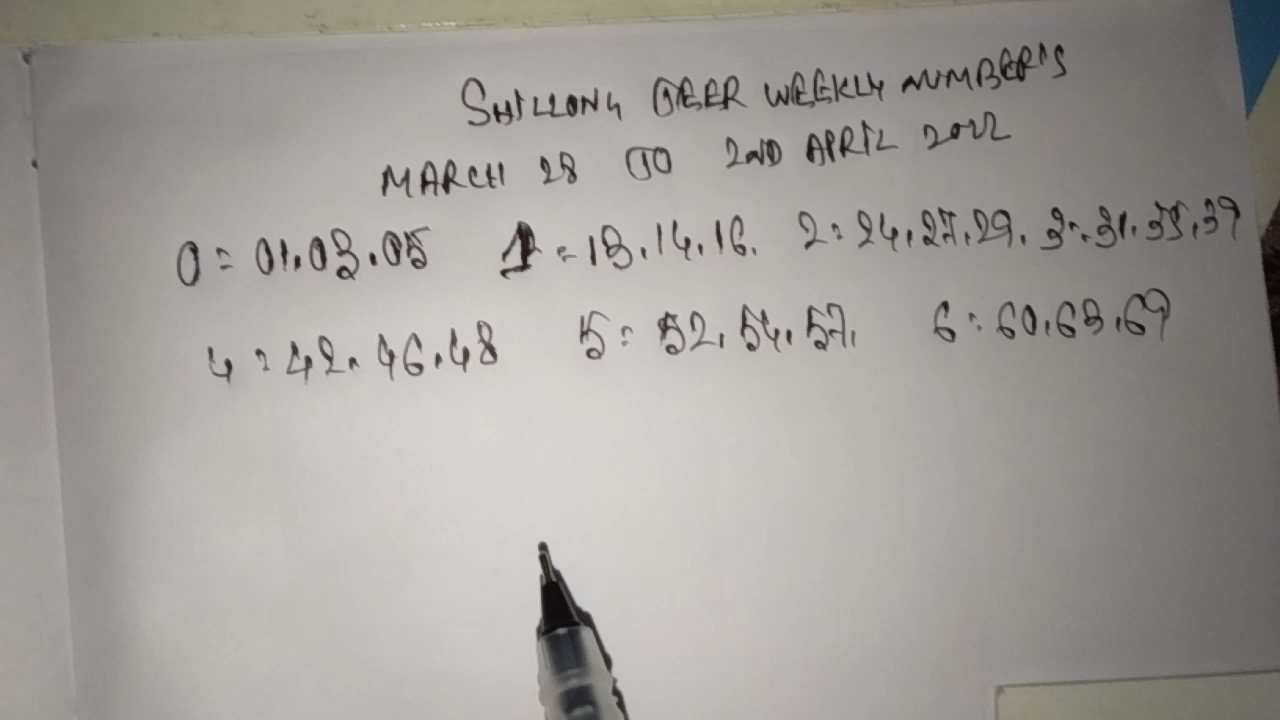 SHILLONG TEER WEEKLY NUMBER'S
MARCH 28 TO 2ND APRIL 2022
0 = 01.03.05 1 = 13.14.16. 2 = 24.27.29. 3 = 31.35.39
4 = 42.46.48 5 = 52.54.57. 6 = 60.63.69